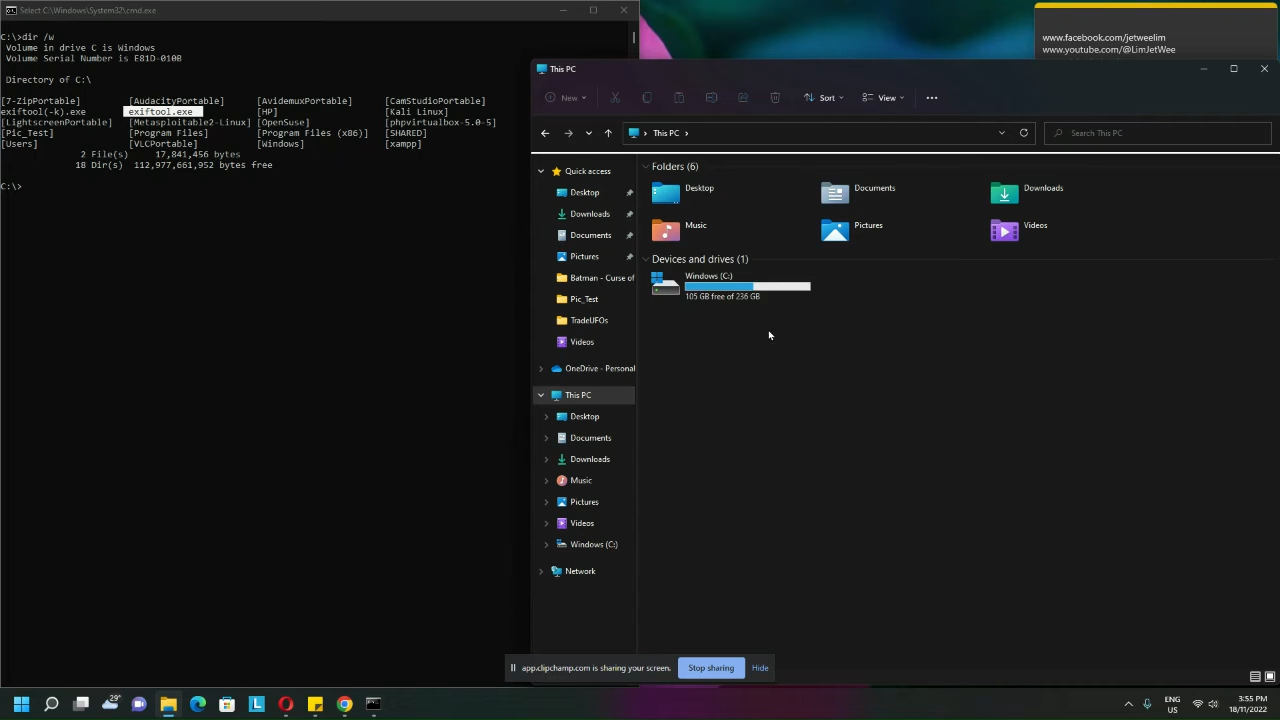 Select C:\Windows\System32\cmd.exe
C:\>dir /w
Volume in drive C is Windows
Volume Serial Number is E81D-010B
Directory of C:\
[7-ZipPortable] [AudacityPortable] [AvidemuxPortable] [CamStudioPortable]
exiftool(-k).exe exiftool.exe [HP] [Kali Linux]
[LightscreenPortable] [Metasploitable2-Linux] [OpenSuse] [phpvirtualbox-5.0-5]
[Pic_Test] [Program Files] [Program Files (x86)] [SHARED]
[Users] [VLCPortable] [Windows] [xampp]
2 File(s) 17,841,456 bytes
18 Dir(s) 112,977,661,952 bytes free
C:\>
www.facebook.com/jetweelim
www.youtube.com/@LimJetWee
This PC
New
Sort
View
This PC
Search This PC
Quick access
Desktop
Downloads
Documents
Pictures
Batman - Curse of
Pic_Test
TradeUFOs
Videos
OneDrive - Personal
This PC
Desktop
Documents
Downloads
Music
Pictures
Videos
Windows (C:)
Network
Folders (6)
Desktop
Documents
Downloads
Music
Pictures
Videos
Devices and drives (1)
Windows (C:)
105 GB free of 236 GB
app.clipchamp.com is sharing your screen.
Stop sharing
Hide
29°
ENG
US
3:55 PM
18/11/2022